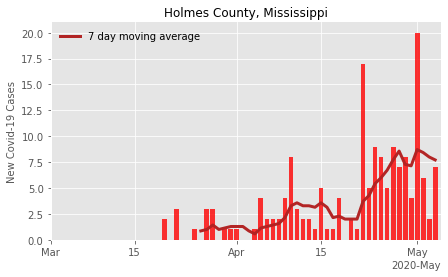 Holmes County, Mississippi
7 day moving average
New Covid-19 Cases
20.0
17.5
15.0
12.5
10.0
7.5
5.0
2.5
0.0
Mar
15
Apr
15
May
2020-May